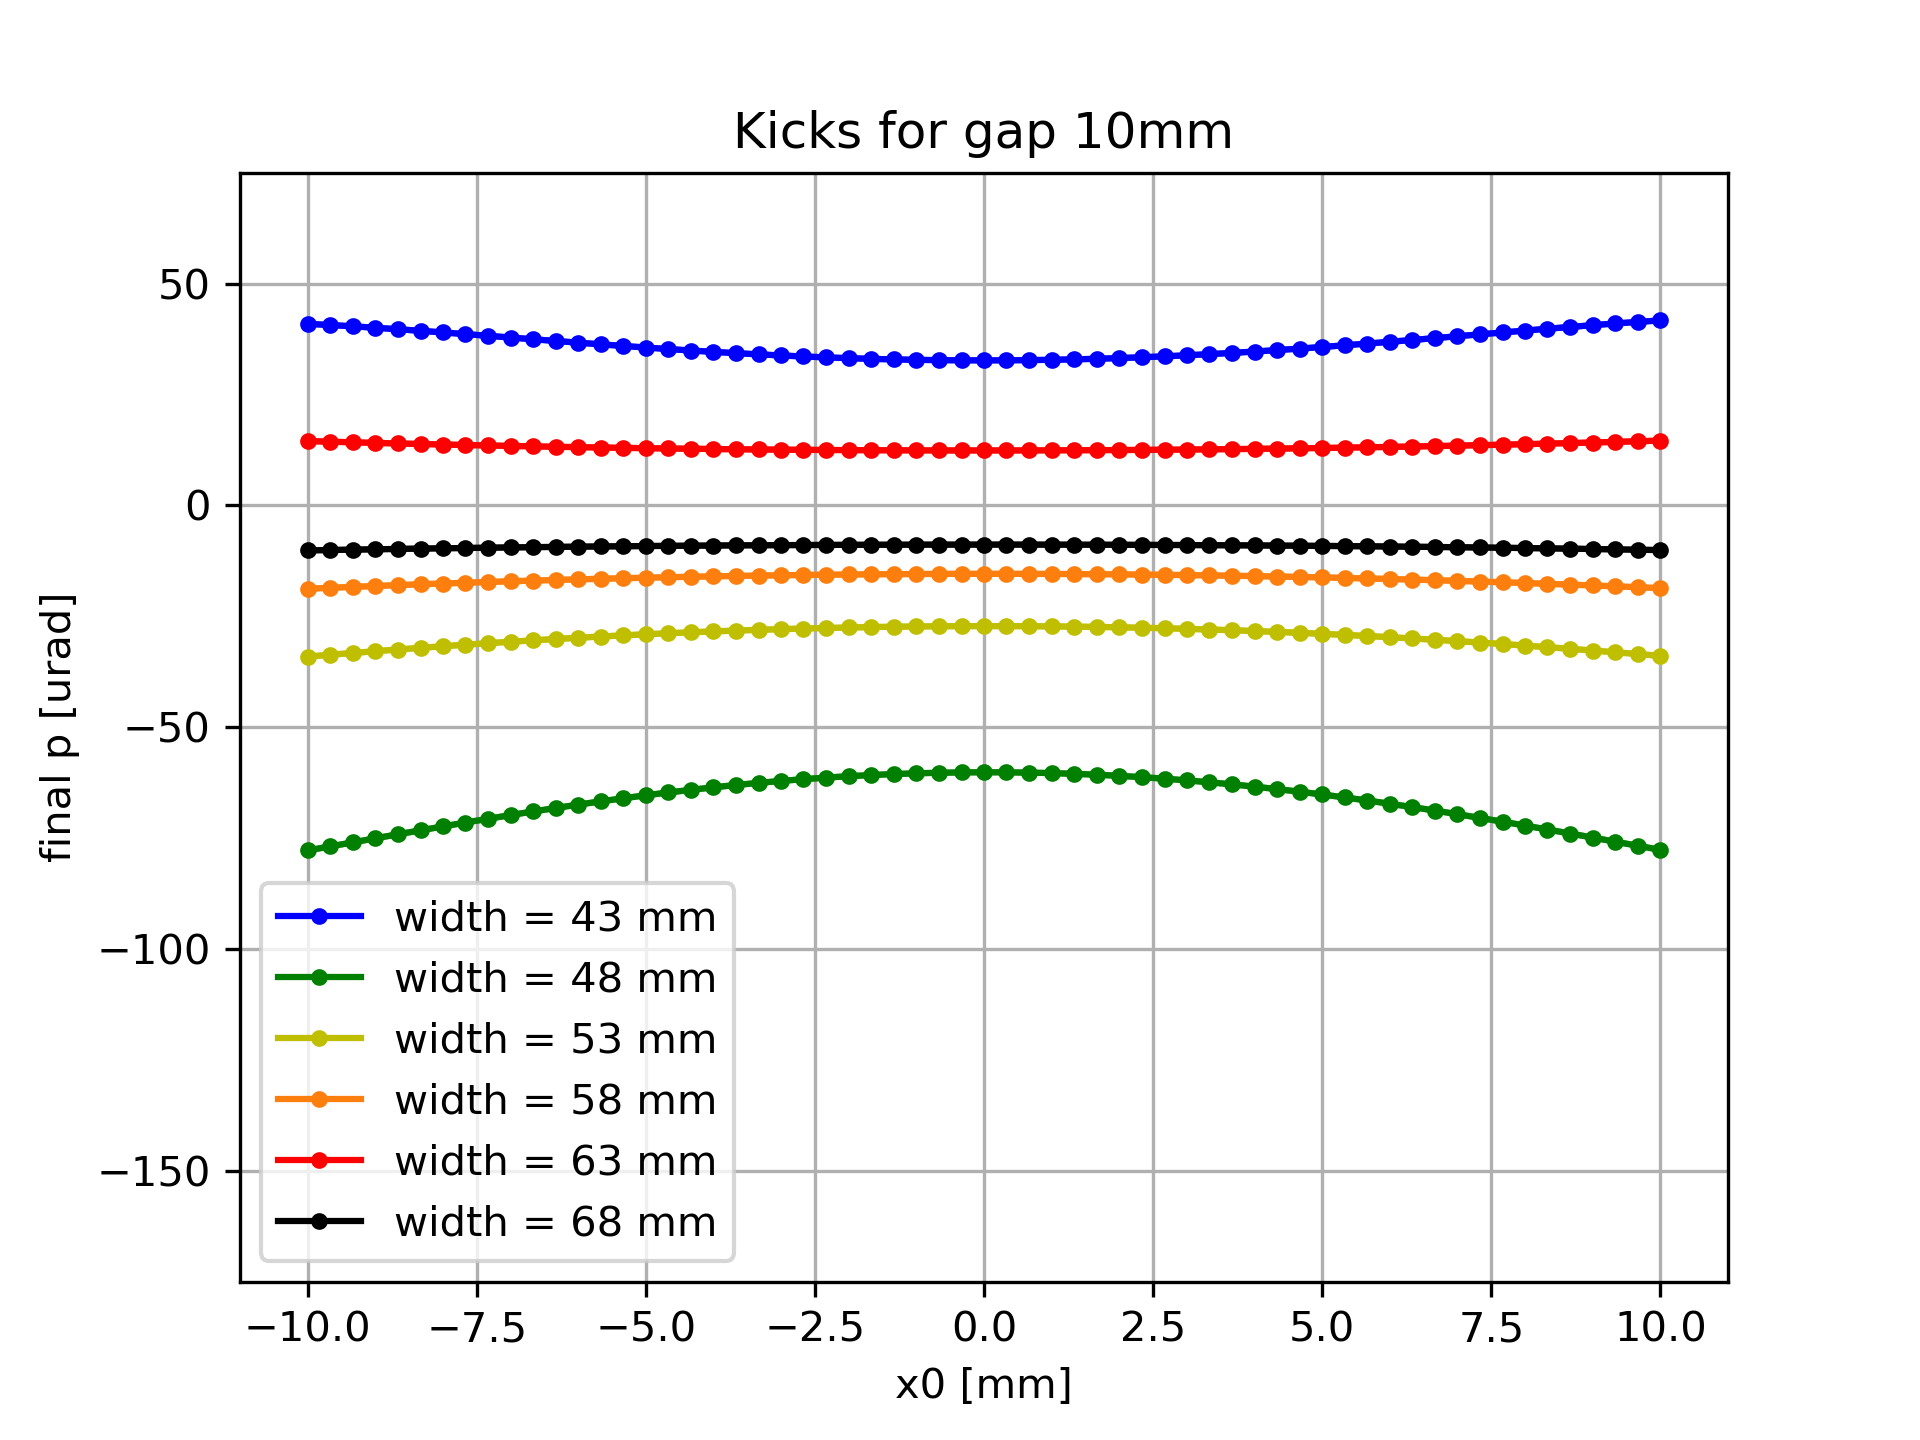 Kicks for gap 10mm
50
0
−50
−100
−150
final p [urad]
width = 43 mm
width = 48 mm
width = 53 mm
width = 58 mm
width = 63 mm
width = 68 mm
−10.0 −7.5 −5.0 −2.5 0.0 2.5 5.0 7.5 10.0
x0 [mm]